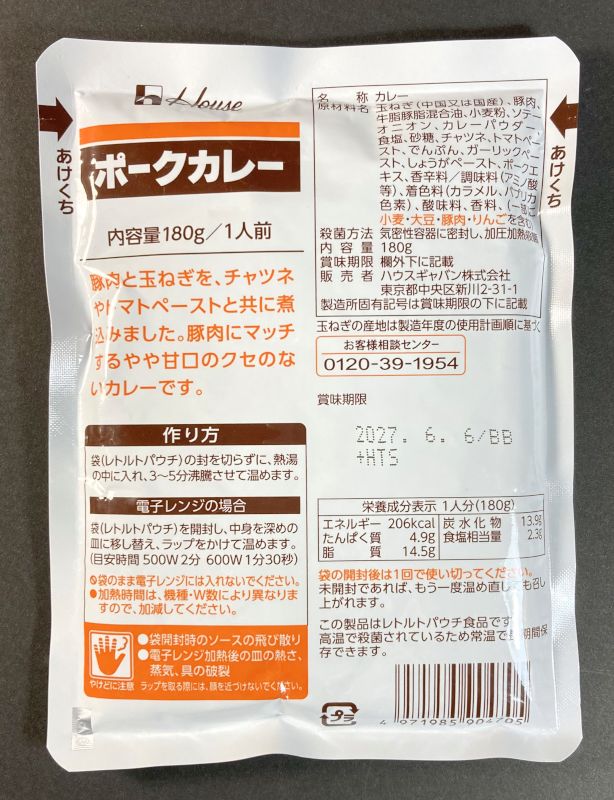 House
ポークカレー
内容量180g/1人前
豚肉と玉ねぎを、チャツネ
やトマトペーストと共に煮
込みました。豚肉にマッチ
するやや甘口のクセのな
いカレーです。
作り方
袋(レトルトパウチ)の封を切らずに、熱湯
の中に入れ、3〜5分沸騰させて温めます。
電子レンジの場合
袋(レトルトパウチ)を開封し、中身を深めの
皿に移し替え、ラップをかけて温めます。
(目安時間 500W2分 600W1分30秒)
袋のまま電子レンジには入れないでください。
●加熱時間は、機種・W数により異なりま
すので、加減してください。
●袋開封時のソースの飛び散り
●電子レンジ加熱後の皿の熱さ、
蒸気、具の破裂
やけどに注意 ラップを取る際には、顔を近づけないでください。
あけくち
あけくち
名称 カレー
原材料名 玉ねぎ(中国又は国産)、豚肉、
牛脂豚脂混合油、小麦粉、ソテー
オニオン、カレーパウダー、
食塩、砂糖、チャツネ、トマトペー
スト、でんぷん、ガーリックペー
スト、しょうがペースト、ポークエ
キス、香辛料/調味料(アミノ酸
等)、着色料(カラメル、パプリカ
色素)、酸味料、香料、(一部に
小麦・大豆・豚肉・りんごを含む)
殺菌方法 気密性容器に密封し、加圧加熱
内容量 180g
賞味期限 欄外下に記載
販売者 ハウスギャバン株式会社
東京都中央区新川2-31-1
製造所固有記号は賞味期限の下に記載
玉ねぎの産地は製造年度の使用計画順に基づく
お客様相談センター
0120-39-1954
賞味期限
2027. 6. 6/BB
+HTS
栄養成分表示 1人分(180g)
エネルギー 206kcal 炭水化物 13.9g
たんぱく質 4.9g 食塩相当量 2.3g
脂質 14.5g
袋の開封後は1回で使い切ってください。
未開封であれば、もう一度温め直しても召し
上がれます。
この製品はレトルトパウチ食品です。
高温で殺菌されているため常温で長期間保
存できます。
プラ
4 971985 904705